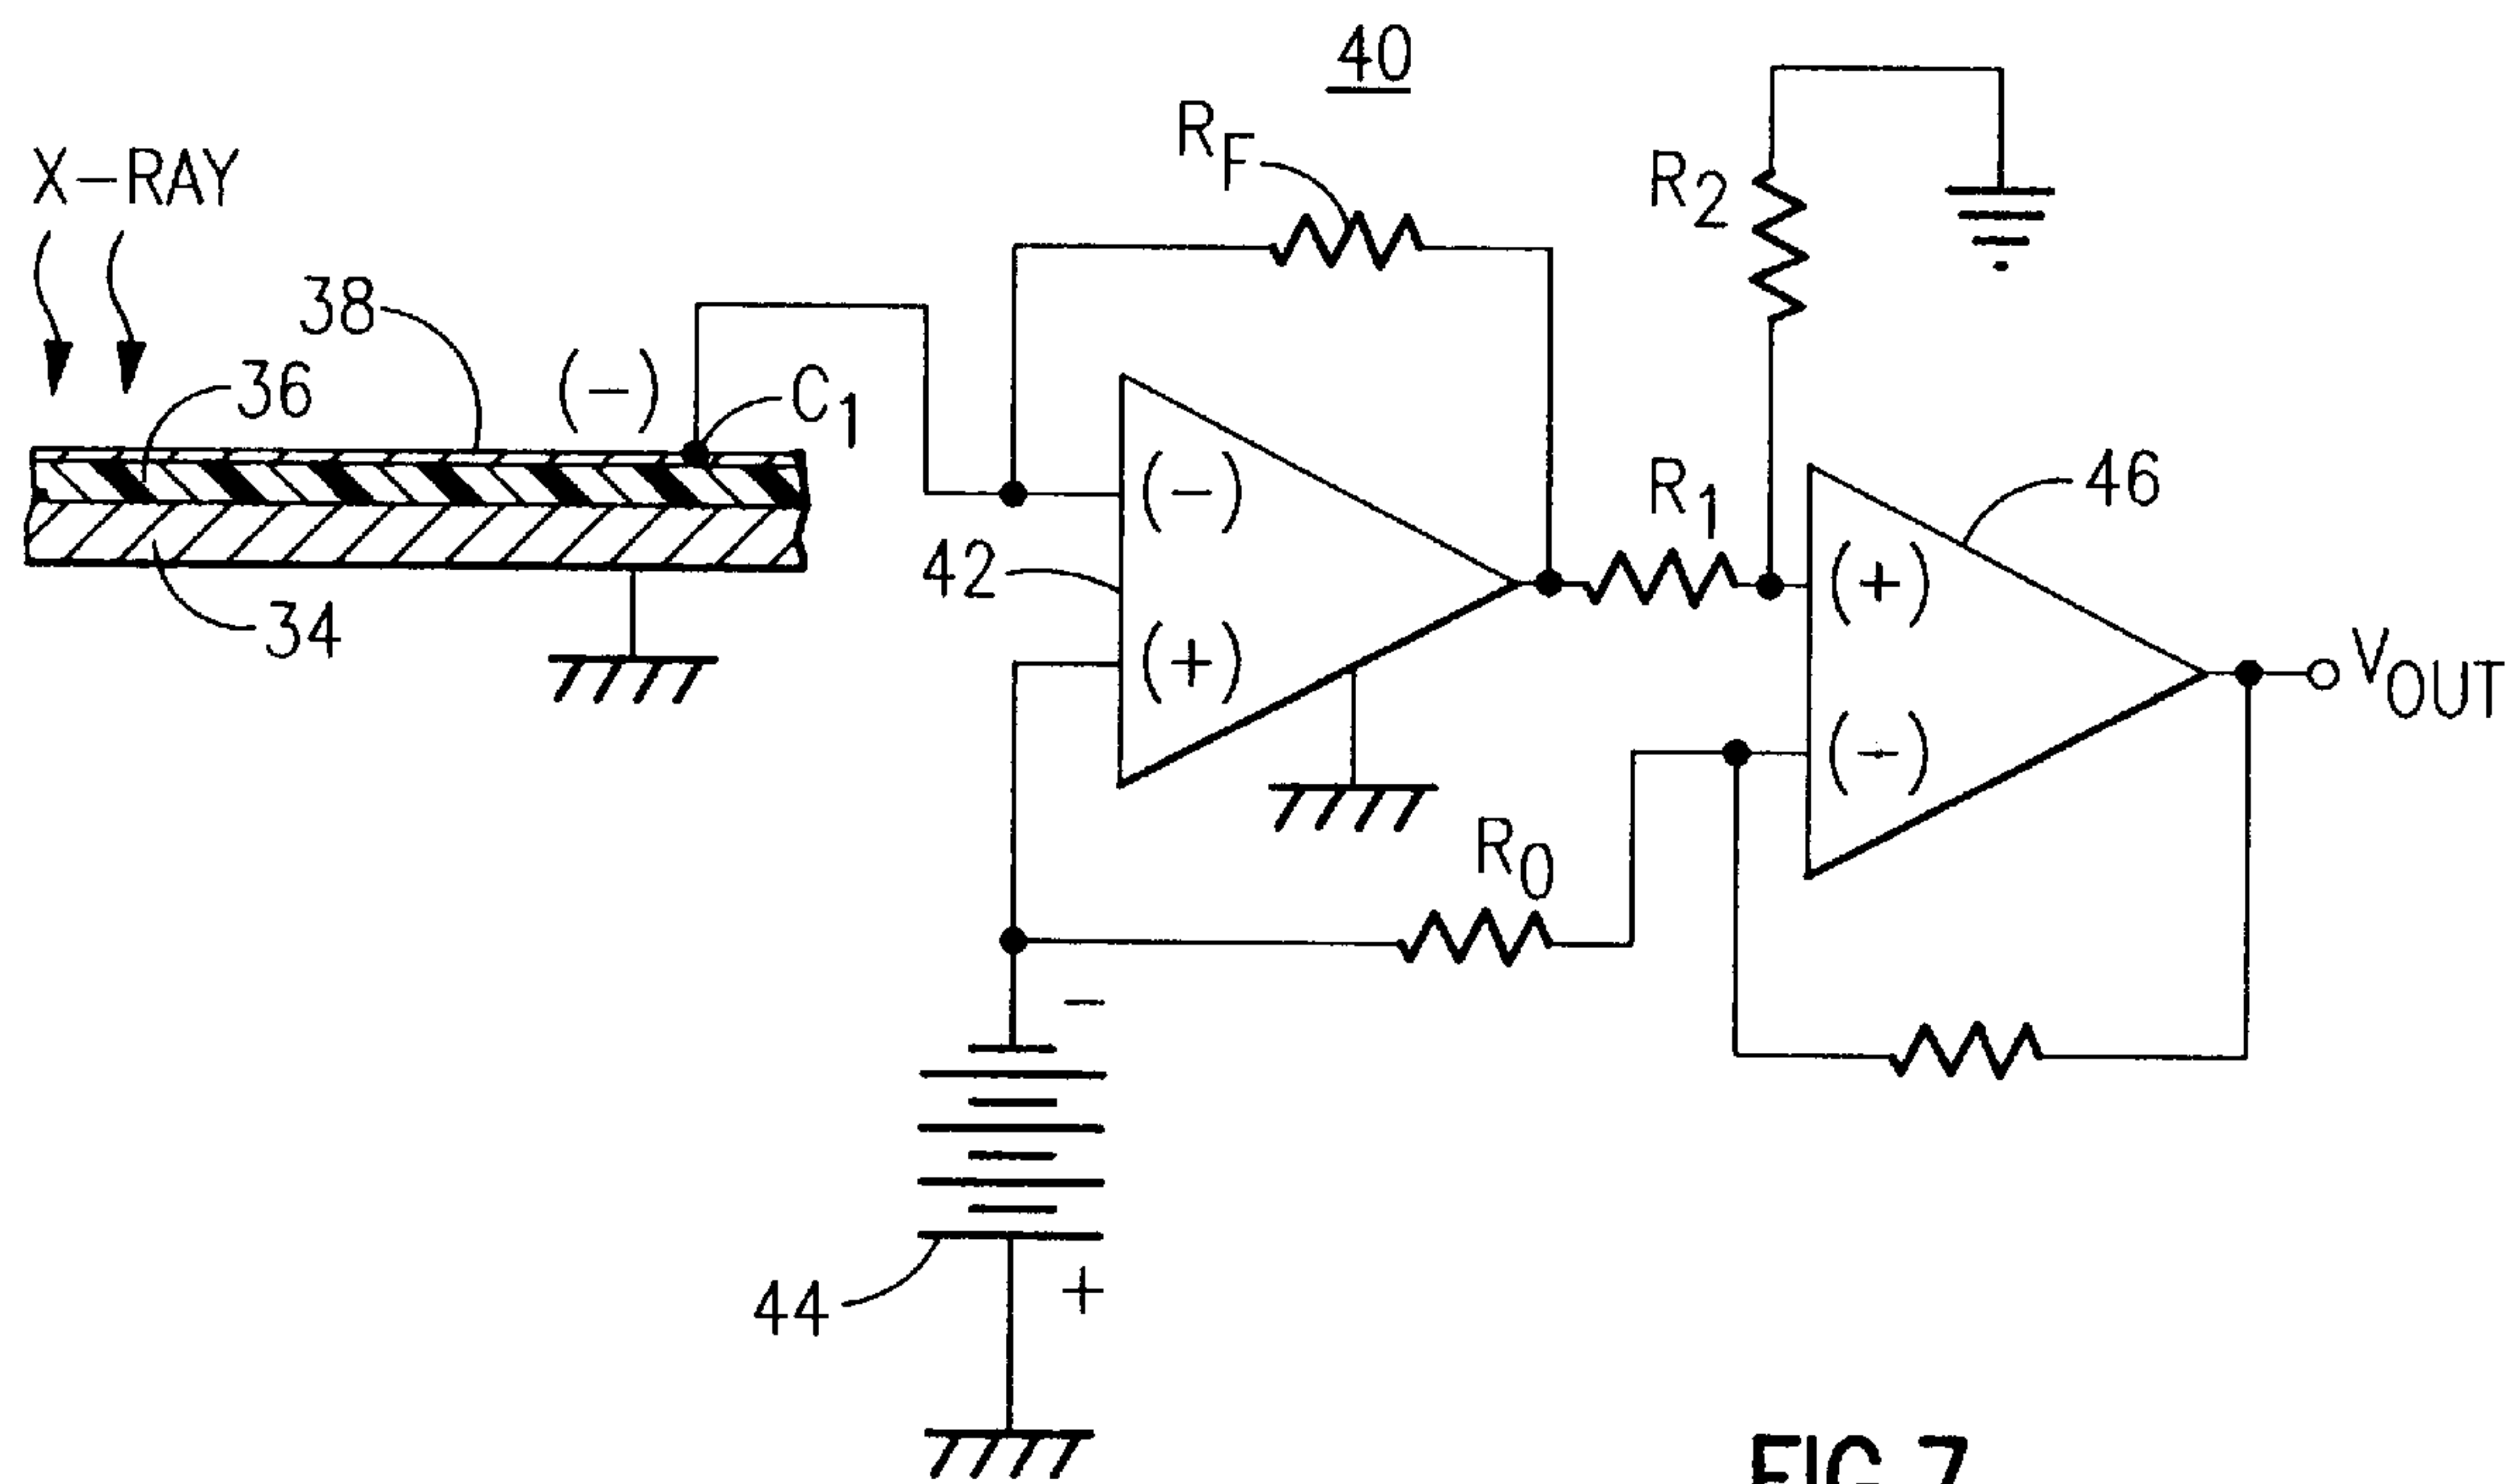 40
X-RAY
R_F
R_2
38
36
(-)
C_1
(-)
R_1
46
42
(+)
(+)
34
V_OUT
(-)
R_0
-
44
+
FIG.7